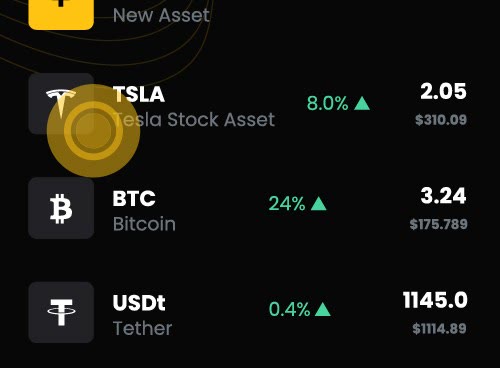 New Asset
TSLA
Tesla Stock Asset
8.0% ▲
2.05
$310.09
BTC
Bitcoin
24% ▲
3.24
$175.789
USDt
Tether
0.4% ▲
1145.0
$1114.89